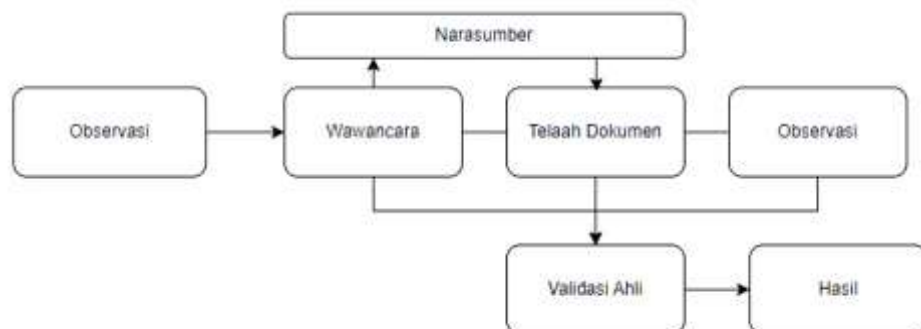 Narasumber
Observasi
Wawancara
Telaah Dokumen
Observasi
Validasi Ahli
Hasil